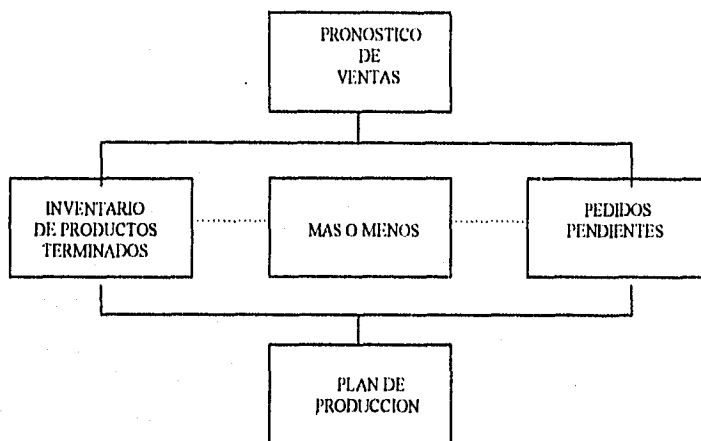 PRONOSTICO
DE
VENTAS
INVENTARIO
DE PRODUCTOS
TERMINADOS
MAS O MENOS
PEDIDOS
PENDIENTES
PLAN DE
PRODUCCION